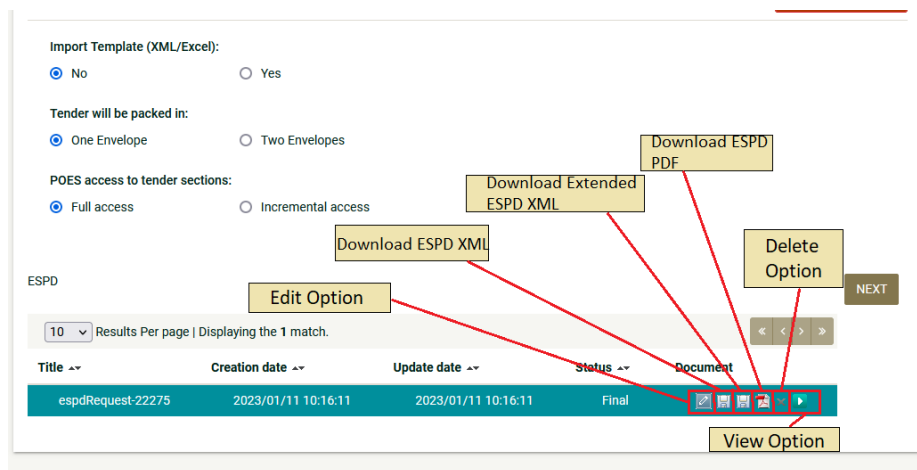 Import Template (XML/Excel):
No Yes
Tender will be packed in:
One Envelope Two Envelopes
Download ESPD
PDF
POES access to tender sections:
Download Extended
ESPD XML
Full access Incremental access
Download ESPD XML
Delete
Option
ESPD
Edit Option
NEXT
10 Results Per page | Displaying the 1 match.
« < > »
Title Creation date Update date Status Document
espdRequest-22275 2023/01/11 10:16:11 2023/01/11 10:16:11 Final
View Option